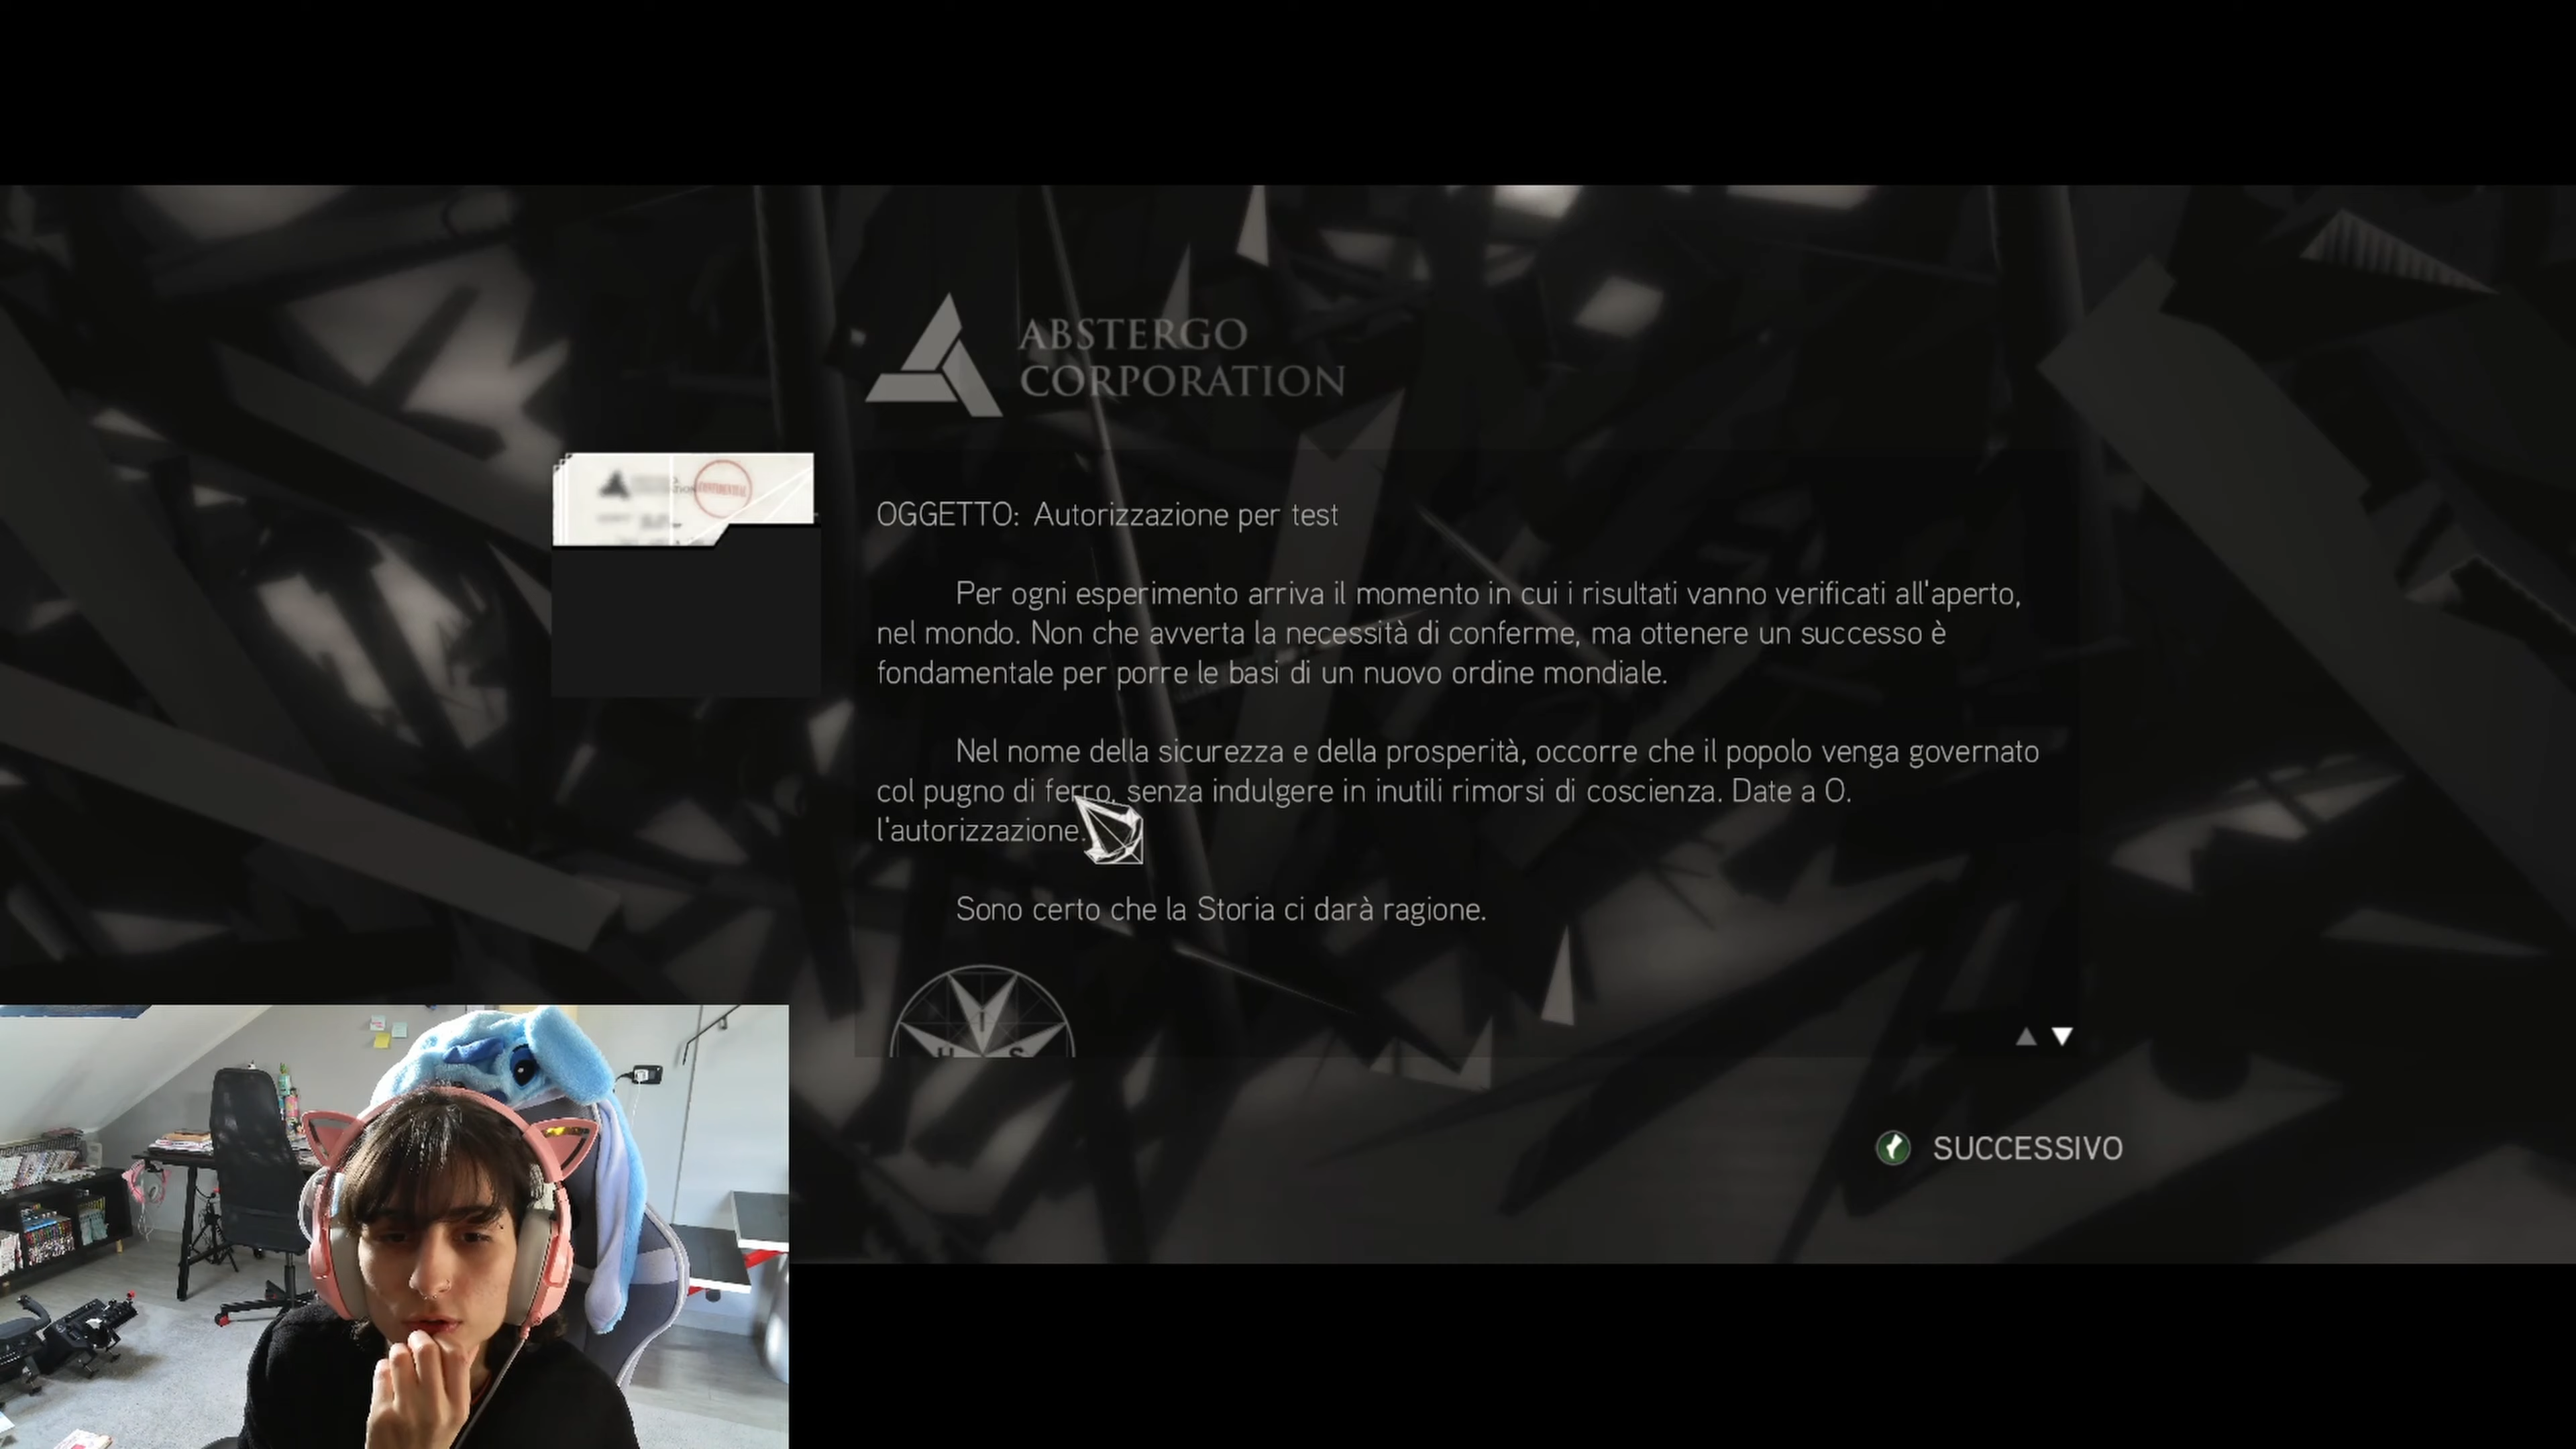 ABSTERGO
CORPORATION
CONFIDENTIAL
OGGETTO: Autorizzazione per test
Per ogni esperimento arriva il momento in cui i risultati vanno verificati all'aperto,
nel mondo. Non che avverta la necessità di conferme, ma ottenere un successo è
fondamentale per porre le basi di un nuovo ordine mondiale.
Nel nome della sicurezza e della prosperità, occorre che il popolo venga governato
col pugno di ferro, senza indulgere in inutili rimorsi di coscienza. Date a O.
l'autorizzazione.
Sono certo che la Storia ci darà ragione.
SUCCESSIVO